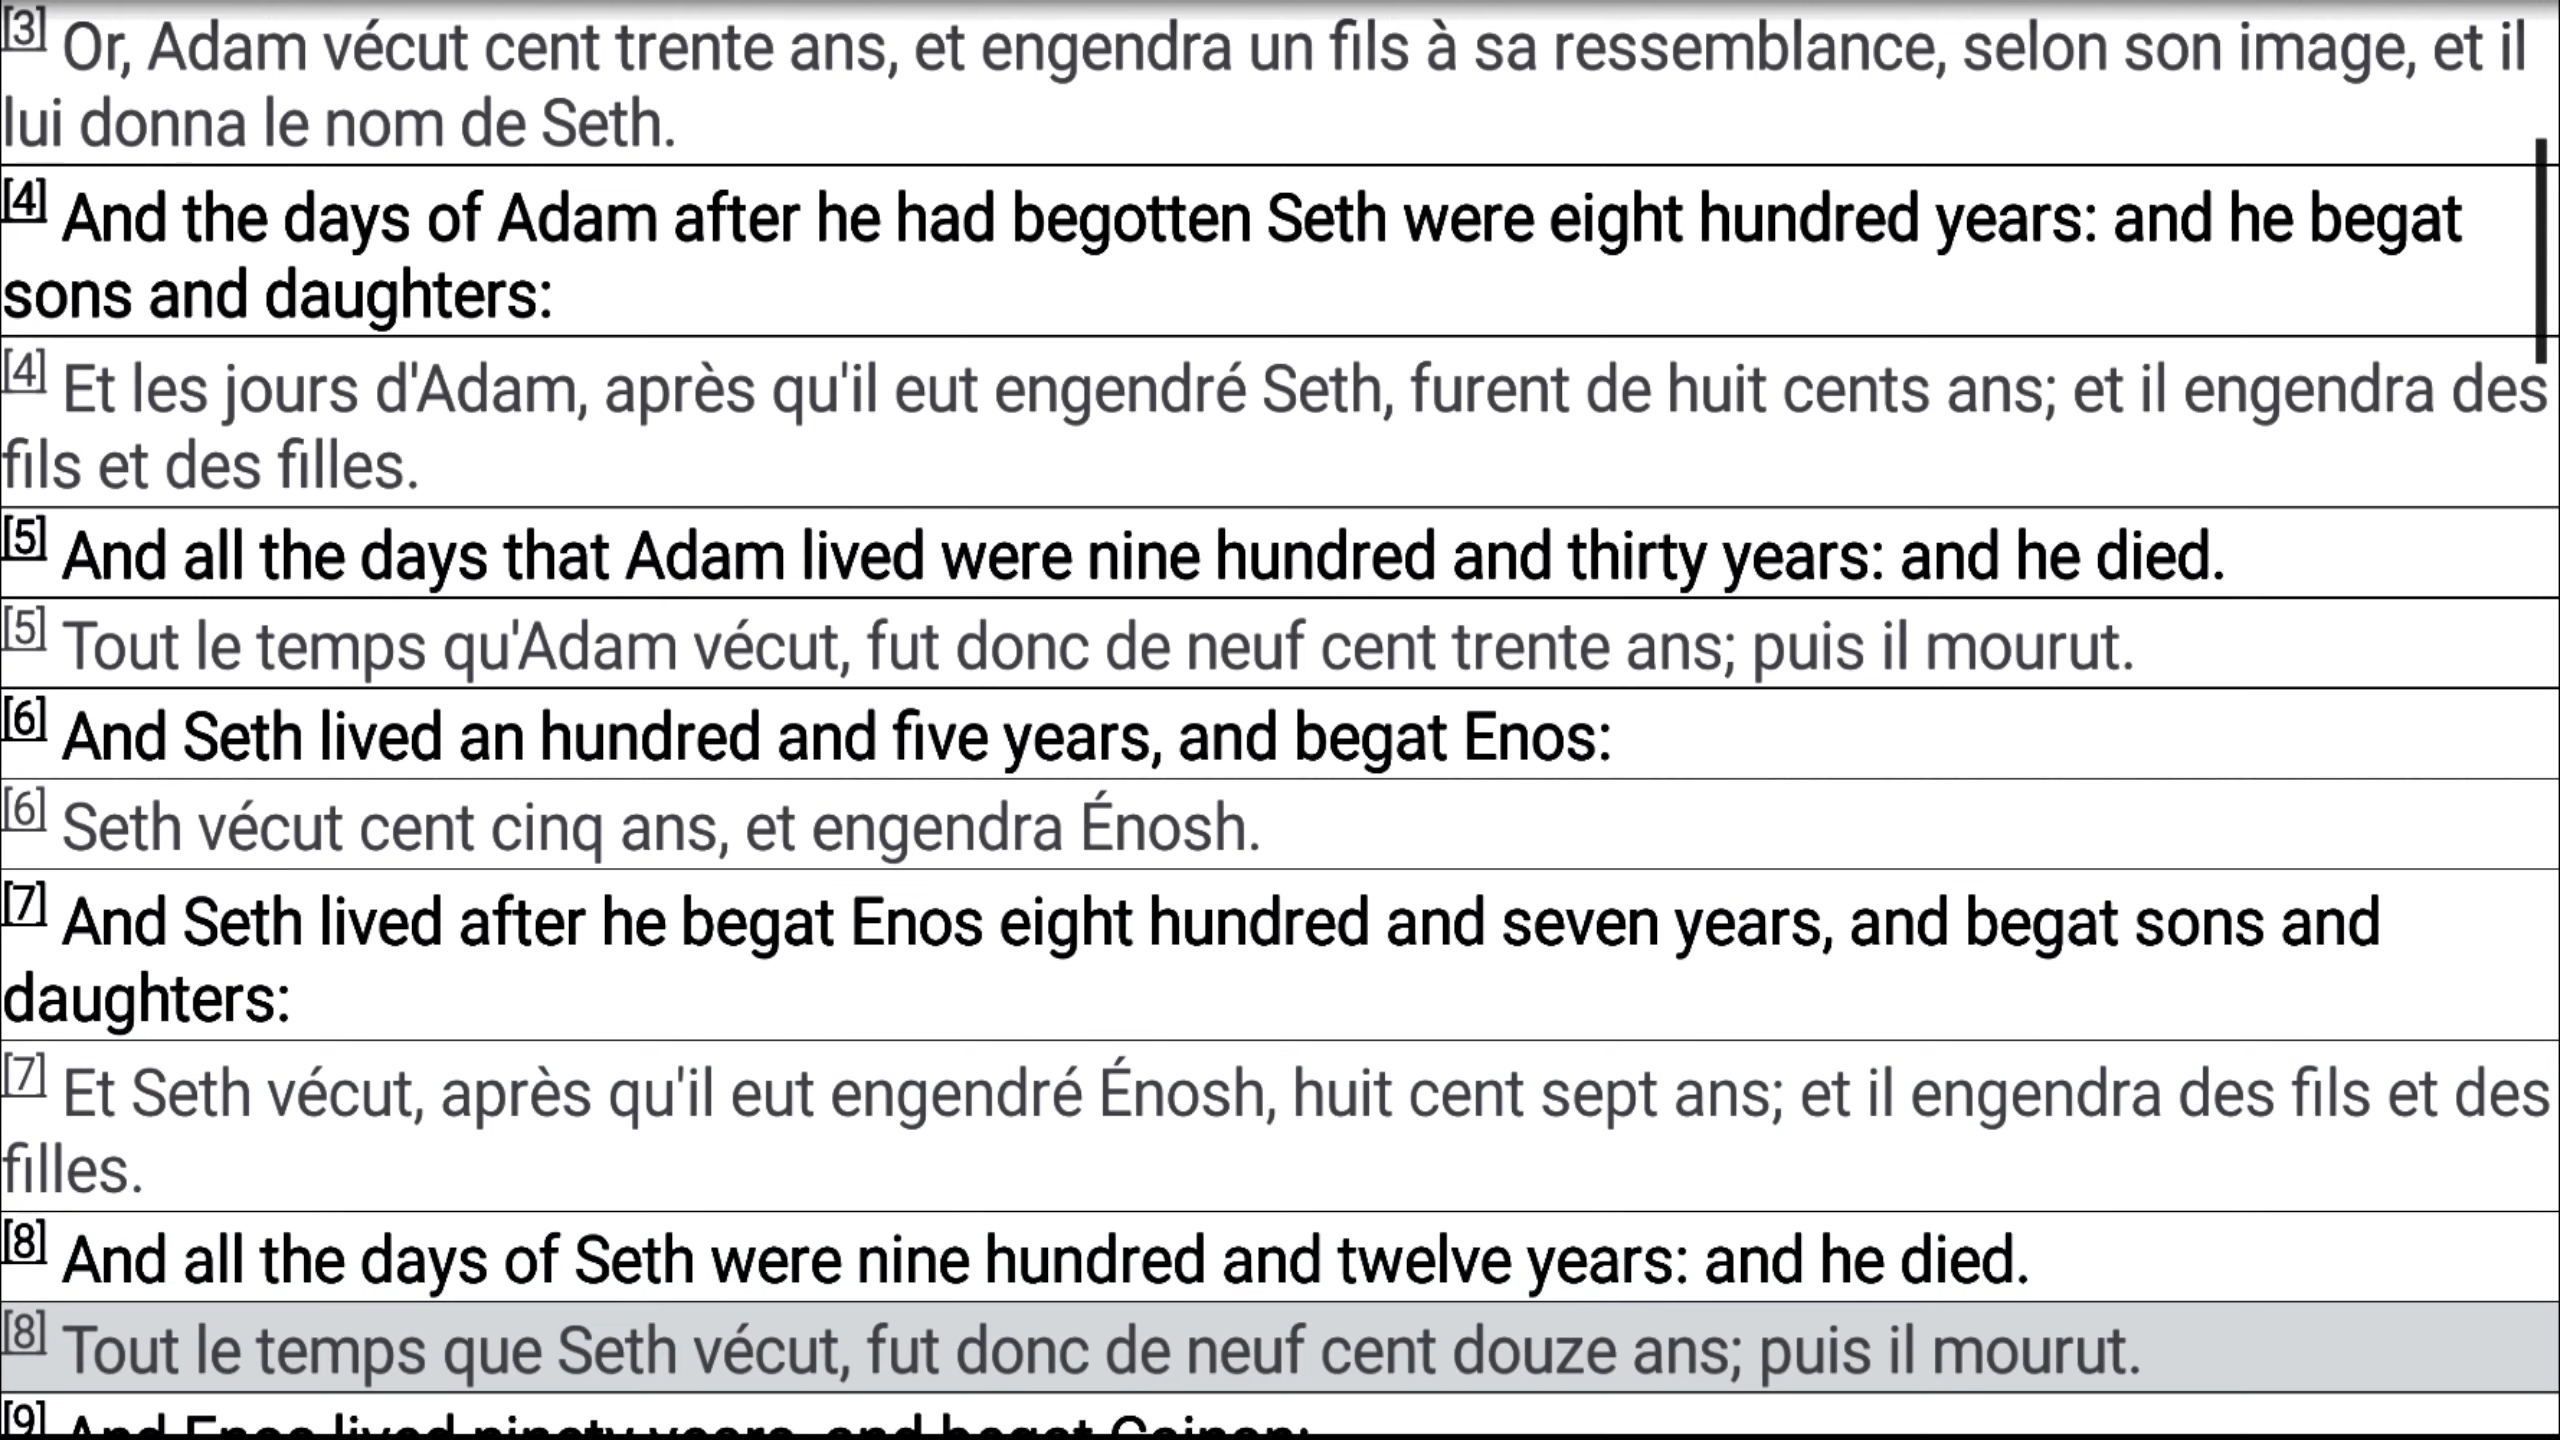 [3] Or, Adam vécut cent trente ans, et engendra un fils à sa ressemblance, selon son image, et il
lui donna le nom de Seth.
[4] And the days of Adam after he had begotten Seth were eight hundred years: and he begat
sons and daughters:
[4] Et les jours d'Adam, après qu'il eut engendré Seth, furent de huit cents ans; et il engendra des
fils et des filles.
[5] And all the days that Adam lived were nine hundred and thirty years: and he died.
[5] Tout le temps qu'Adam vécut, fut donc de neuf cent trente ans; puis il mourut.
[6] And Seth lived an hundred and five years, and begat Enos:
[6] Seth vécut cent cinq ans, et engendra Énosh.
[7] And Seth lived after he begat Enos eight hundred and seven years, and begat sons and
daughters:
[7] Et Seth vécut, après qu'il eut engendré Énosh, huit cent sept ans; et il engendra des fils et des
filles.
[8] And all the days of Seth were nine hundred and twelve years: and he died.
[8] Tout le temps que Seth vécut, fut donc de neuf cent douze ans; puis il mourut.
[9] And Enos lived ninety years, and begat Cainan: